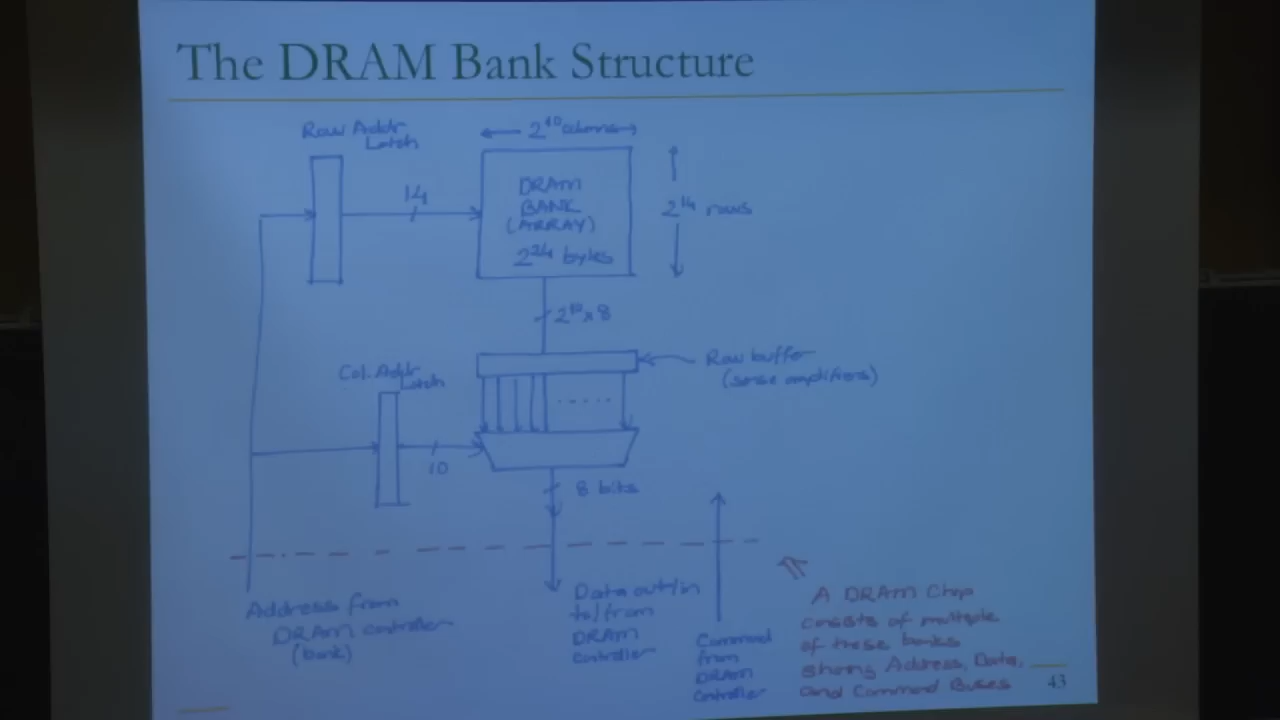 The DRAM Bank Structure
Row Addr
Latch
2^10 columns
14
DRAM
BANK
(ARRAY)
2^24 bytes
2^14 rows
2^10 x 8
Row buffer
(sense amplifiers)
Col. Addr
Latch
10
8 bits
Address from
DRAM controller
(bank)
Data out/in
to/from
DRAM
controller
Command
from
DRAM
controller
A DRAM Chip
consists of multiple
of these banks
sharing Address, Data,
and Command Buses
43